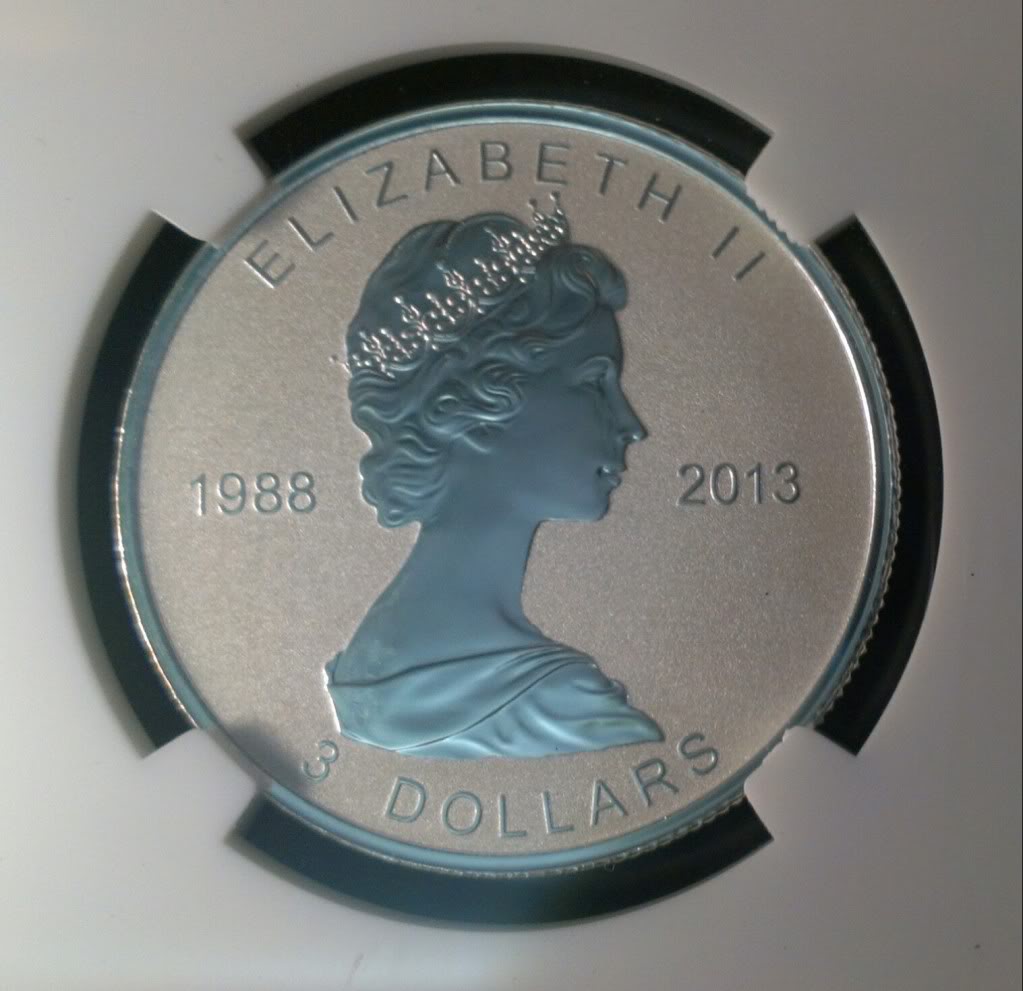 ELIZABETH II
1988 2013
3 DOLLARS